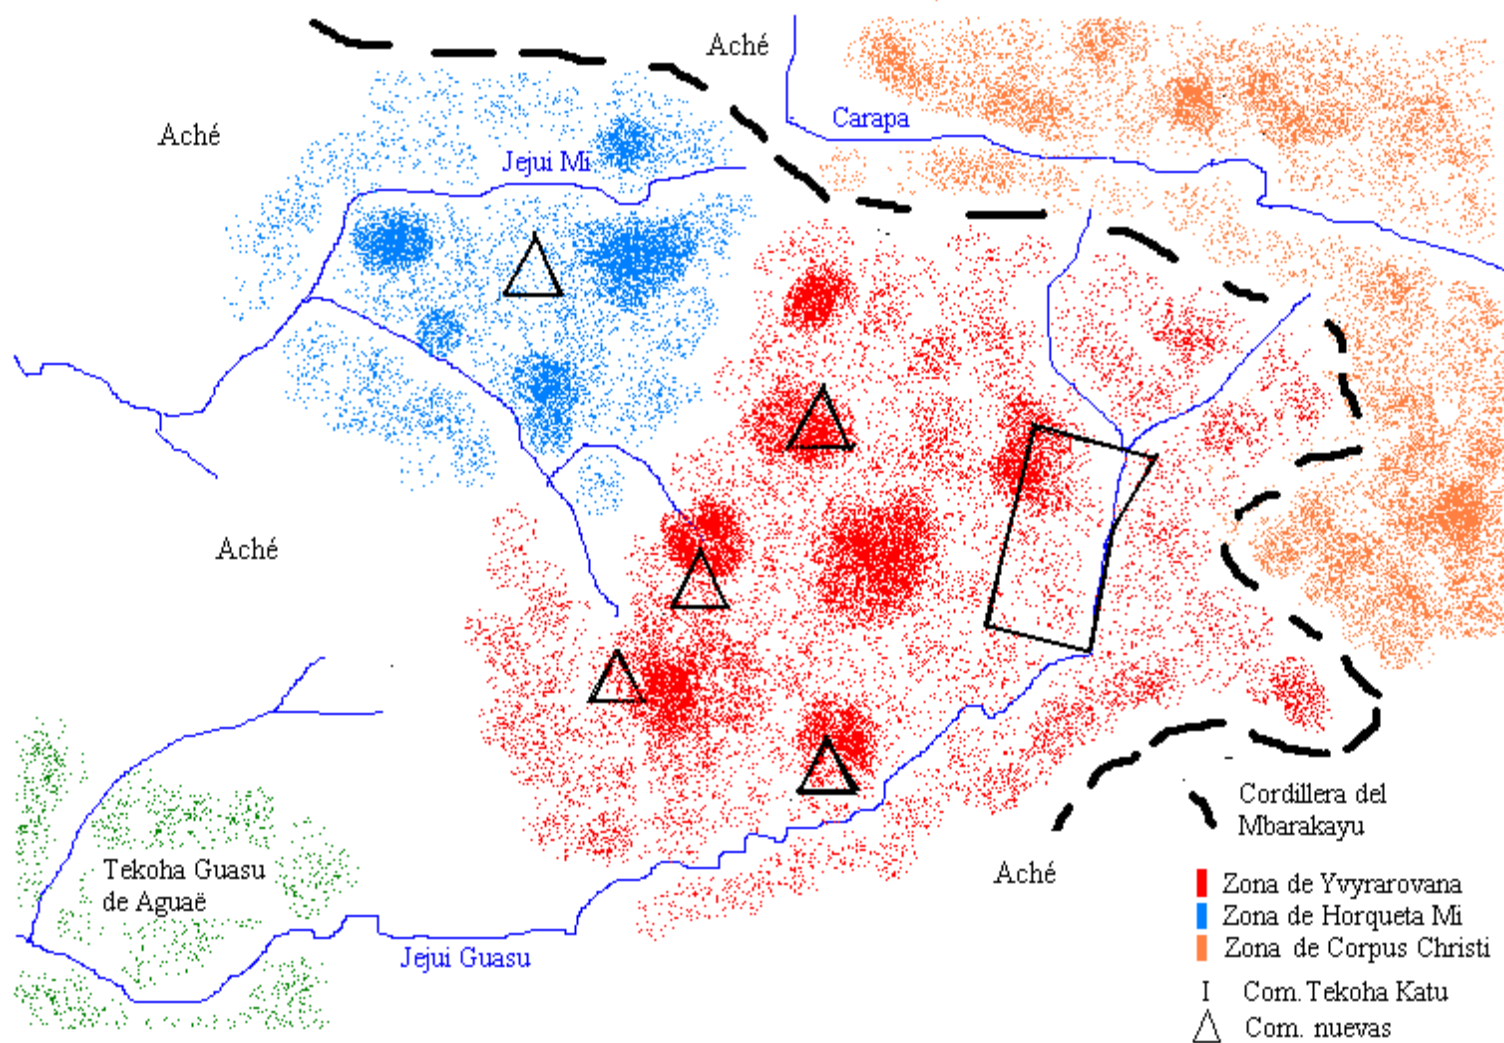 Aché
Carapa
Aché
Jejui Mi
Aché
Cordillera del
Mbarakayu
Tekoha Guasu
de Aguaë
Aché
Zona de Yvyrarovana
Zona de Horqueta Mi
Zona de Corpus Christi
Jejui Guasu
I Com. Tekoha Katu
Com. nuevas